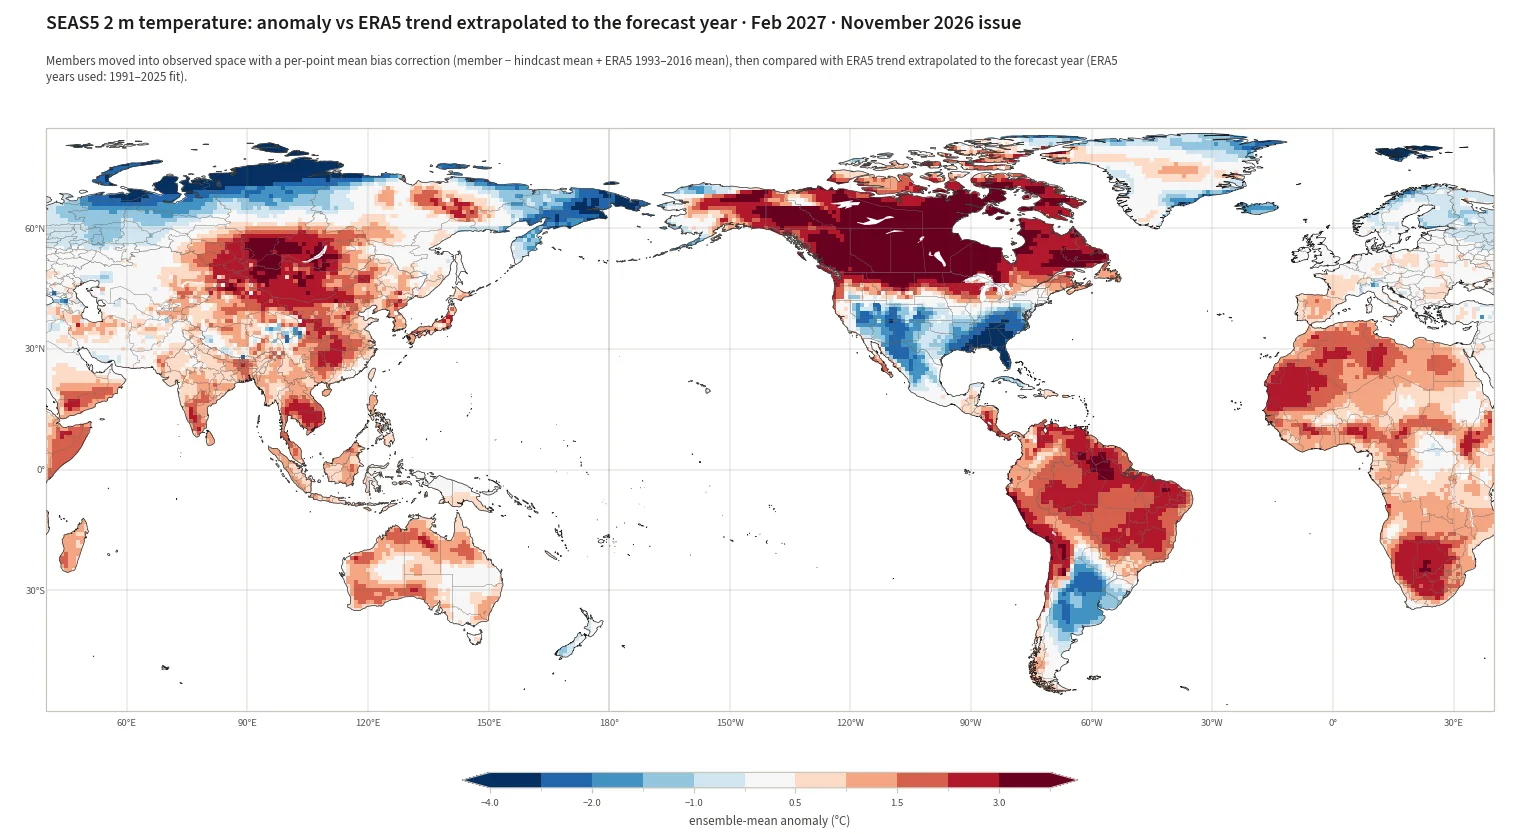 SEAS5 2 m temperature: anomaly vs ERA5 trend extrapolated to the forecast year · Feb 2027 · November 2026 issue
Members moved into observed space with a per-point mean bias correction (member − hindcast mean + ERA5 1993–2016 mean), then compared with ERA5 trend extrapolated to the forecast year (ERA5
years used: 1991–2025 fit).
60°N
30°N
0°
30°S
60°E 90°E 120°E 150°E 180° 150°W 120°W 90°W 60°W 30°W 0° 30°E
−4.0 −2.0 −1.0 0.5 1.5 3.0
ensemble-mean anomaly (°C)